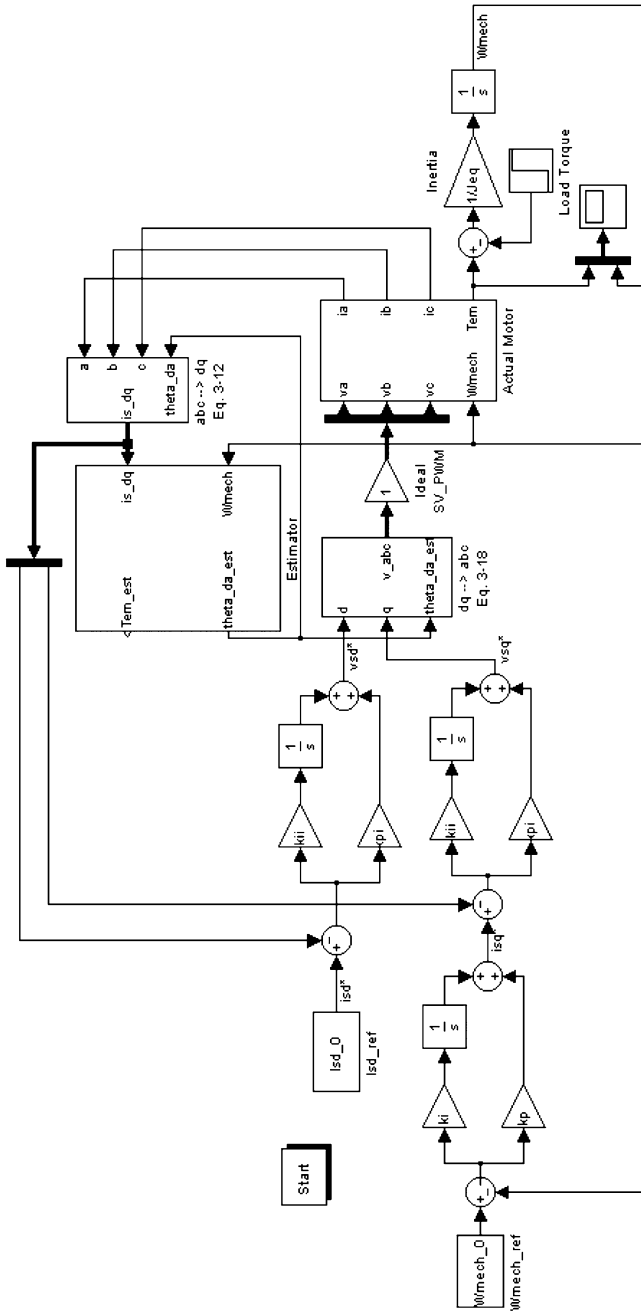 Start
Wmech_0
Wmech_ref
ki
kp
1
s
isq*
Isd_0
Isd_ref
isd*
kii
kpi
1
s
vsd*
kii
kpi
1
s
vsq*
d
q
theta_da_est
v_abc
dq --> abc
Eq. 3-18
1
Ideal
SV_PWM
Tem_est
theta_da_est
is_dq
Wmech
Estimator
is_dq
a
b
c
theta_da
abc --> dq
Eq. 3-12
va
vb
vc
Wmech
ia
ib
ic
Tem
Actual Motor
1/Jeq
Inertia
1
s
Wmech
Load Torque